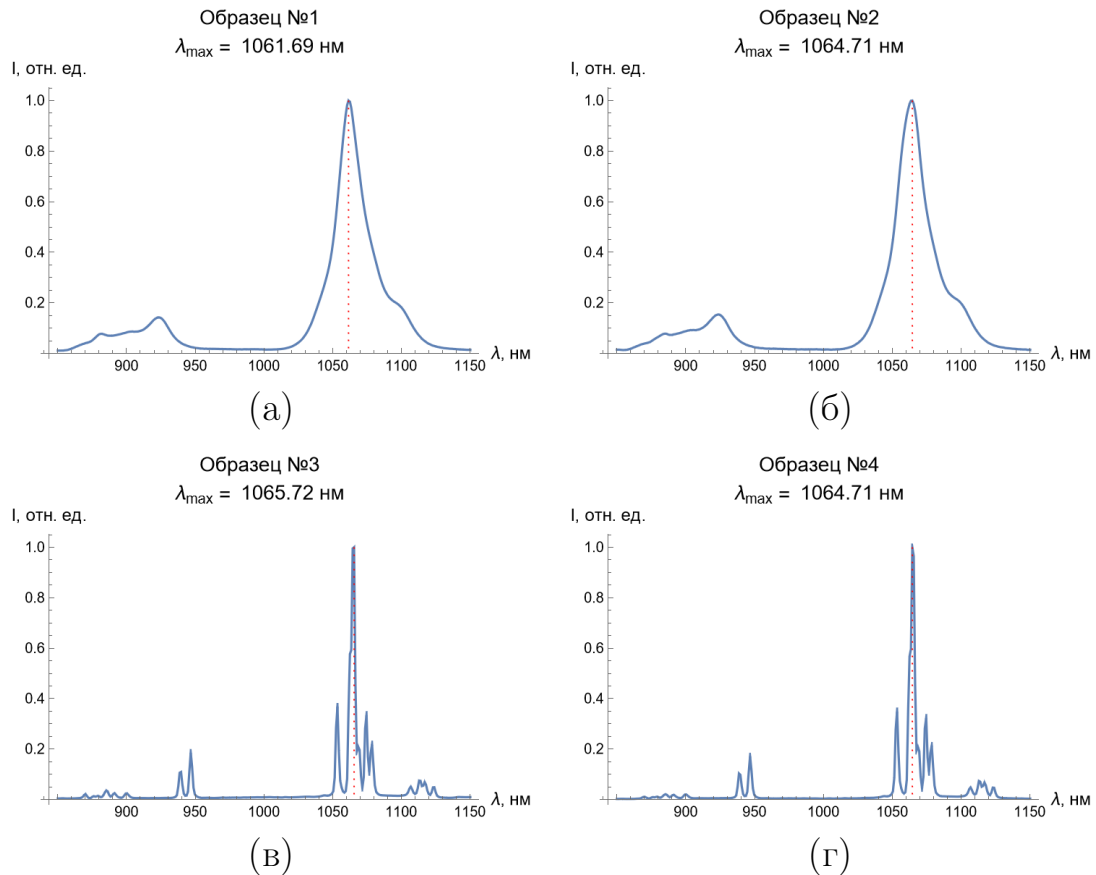 Образец №1
λmax = 1061.69 нм
I, отн. ед.
1.0
0.8
0.6
0.4
0.2
900 950 1000 1050 1100 1150 λ, нм
(а)
Образец №2
λmax = 1064.71 нм
I, отн. ед.
1.0
0.8
0.6
0.4
0.2
900 950 1000 1050 1100 1150 λ, нм
(б)
Образец №3
λmax = 1065.72 нм
I, отн. ед.
1.0
0.8
0.6
0.4
0.2
900 950 1000 1050 1100 1150 λ, нм
(в)
Образец №4
λmax = 1064.71 нм
I, отн. ед.
1.0
0.8
0.6
0.4
0.2
900 950 1000 1050 1100 1150 λ, нм
(г)